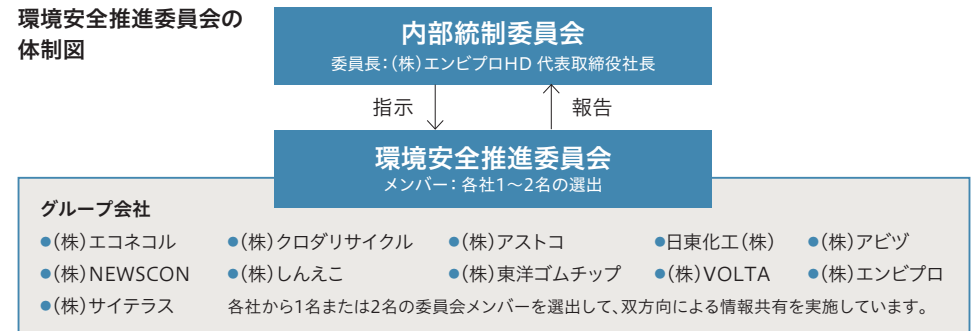 環境安全推進委員会の
体制図
内部統制委員会
委員長：（株）エンビプロHD 代表取締役社長
指示
報告
環境安全推進委員会
メンバー：各社1～2名の選出
グループ会社
●（株）エコネコル ●（株）クロダリサイクル ●（株）アストコ ●日東化工（株） ●（株）アビヅ
●（株）NEWSCON ●（株）しんえこ ●（株）東洋ゴムチップ ●（株）VOLTA ●（株）エンビプロ
●（株）サイテラス 各社から1名または2名の委員会メンバーを選出して、双方向による情報共有を実施しています。